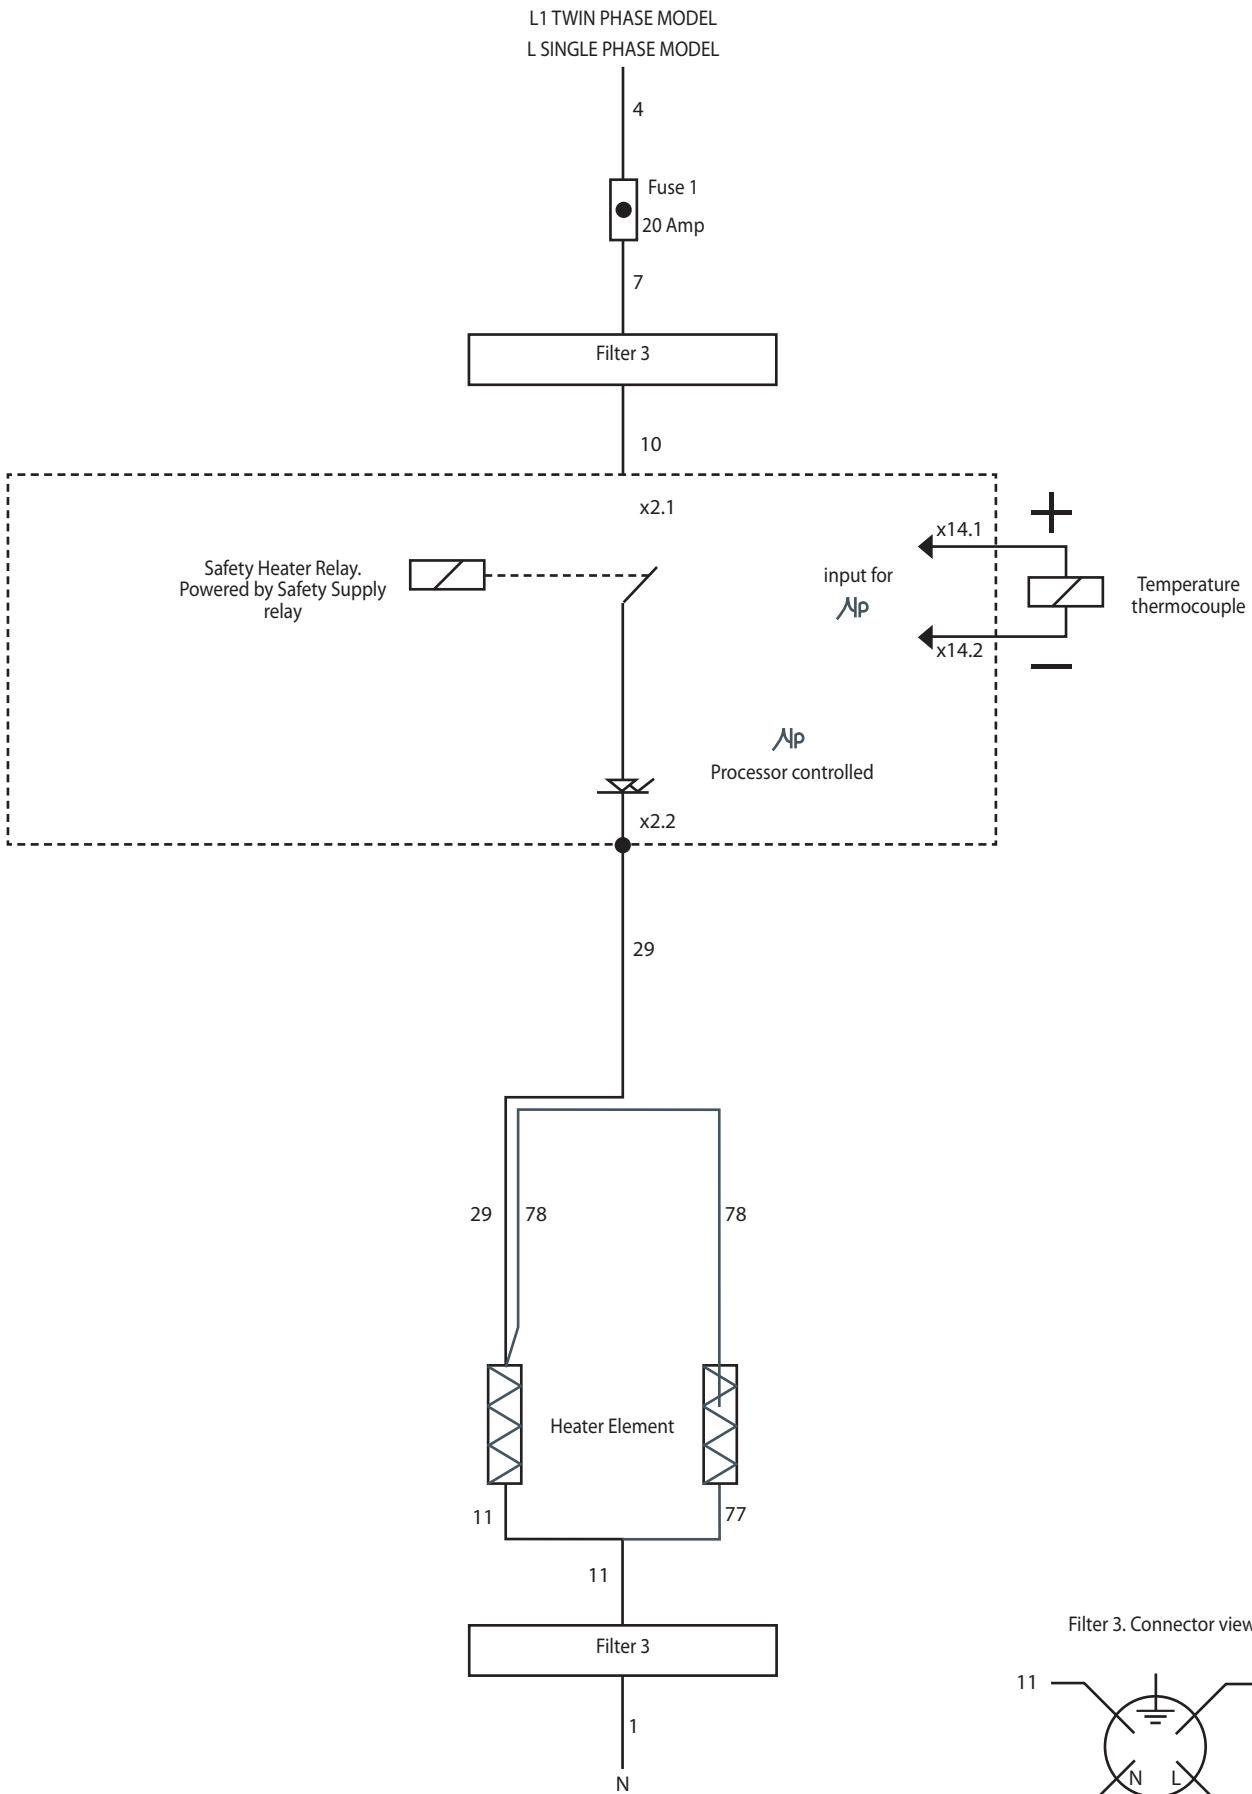 L1 TWIN PHASE MODEL
L SINGLE PHASE MODEL
4
Fuse 1
20 Amp
7
Filter 3
10
x2.1
Safety Heater Relay.
Powered by Safety Supply
relay
x14.1
input for
x14.2
Temperature
thermocouple
Processor controlled
x2.2
29
29
78
78
Heater Element
11
77
11
Filter 3
1
N
Filter 3. Connector view
11
N
L